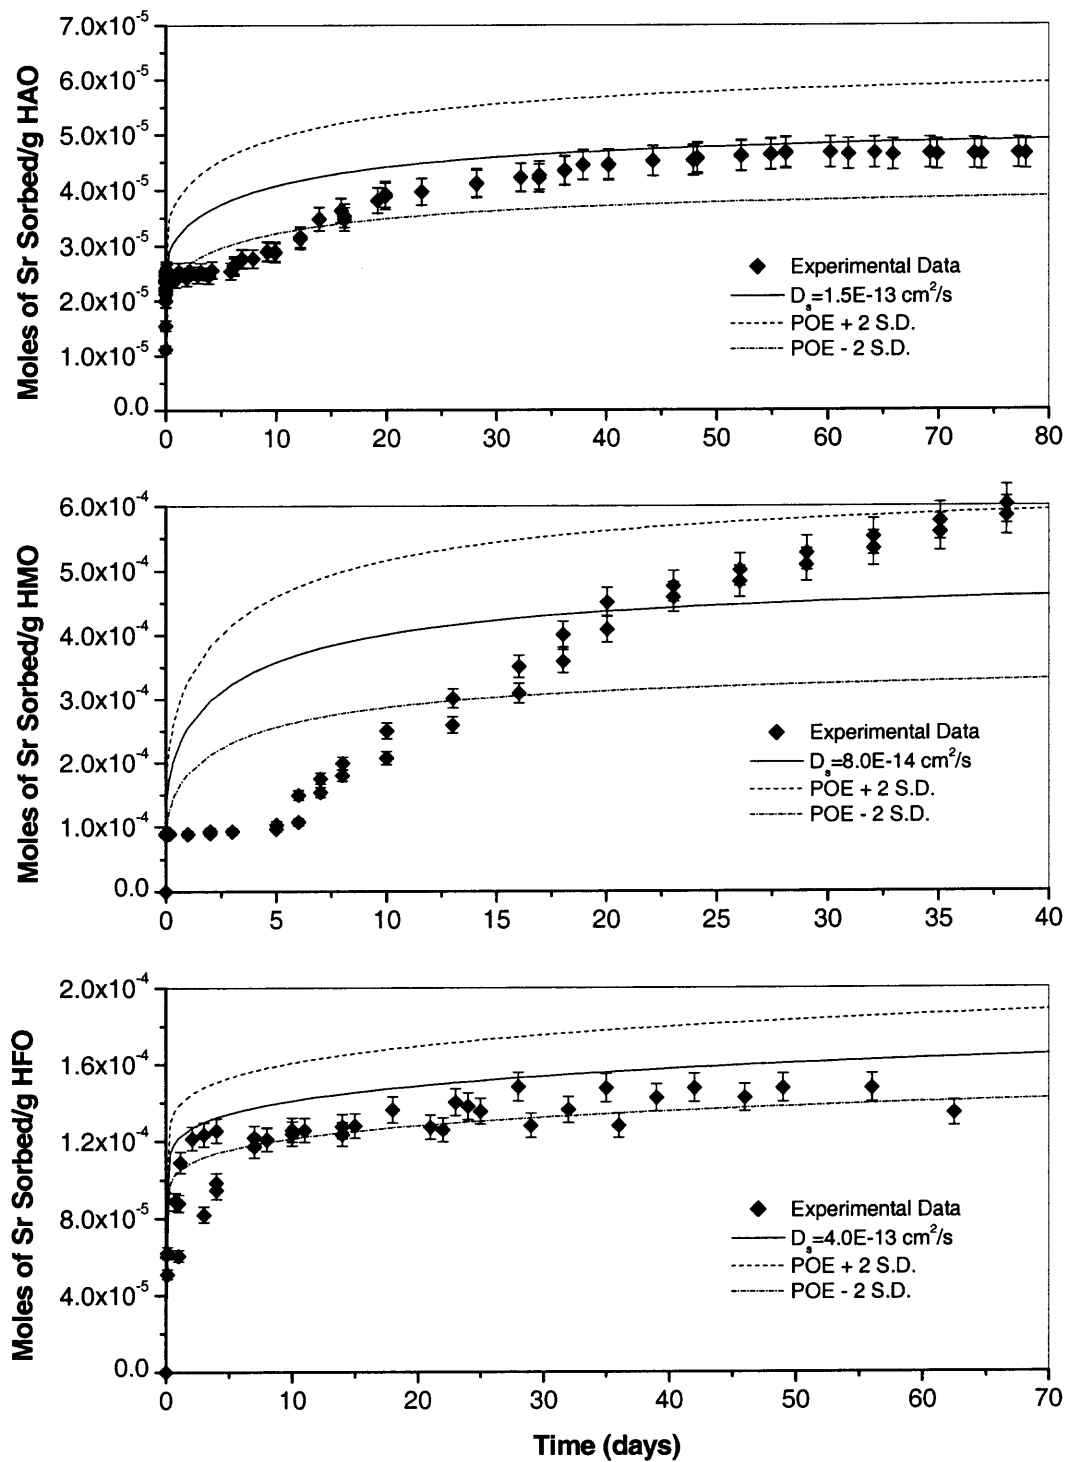 Moles of Sr Sorbed/g HAO
7.0x10⁻⁵
6.0x10⁻⁵
5.0x10⁻⁵
4.0x10⁻⁵
3.0x10⁻⁵
2.0x10⁻⁵
1.0x10⁻⁵
0.0
Experimental Data
Dₛ=1.5E-13 cm²/s
POE + 2 S.D.
POE - 2 S.D.
0 10 20 30 40 50 60 70 80
Moles of Sr Sorbed/g HMO
6.0x10⁻⁴
5.0x10⁻⁴
4.0x10⁻⁴
3.0x10⁻⁴
2.0x10⁻⁴
1.0x10⁻⁴
0.0
Experimental Data
Dₛ=8.0E-14 cm²/s
POE + 2 S.D.
POE - 2 S.D.
0 5 10 15 20 25 30 35 40
Moles of Sr Sorbed/g HFO
2.0x10⁻⁴
1.6x10⁻⁴
1.2x10⁻⁴
8.0x10⁻⁵
4.0x10⁻⁵
0.0
Experimental Data
Dₛ=4.0E-13 cm²/s
POE + 2 S.D.
POE - 2 S.D.
0 10 20 30 40 50 60 70
Time (days)